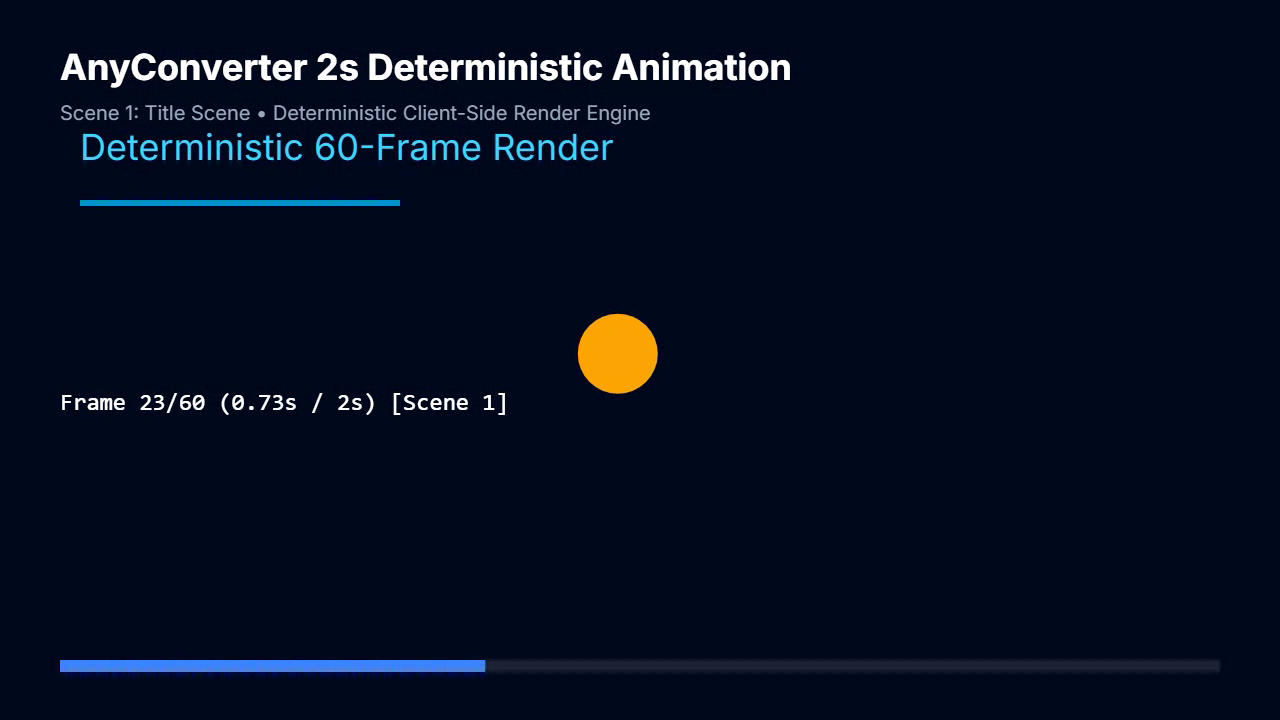 AnyConverter 2s Deterministic Animation
Scene 1: Title Scene • Deterministic Client-Side Render Engine
Deterministic 60-Frame Render
Frame 23/60 (0.73s / 2s) [Scene 1]